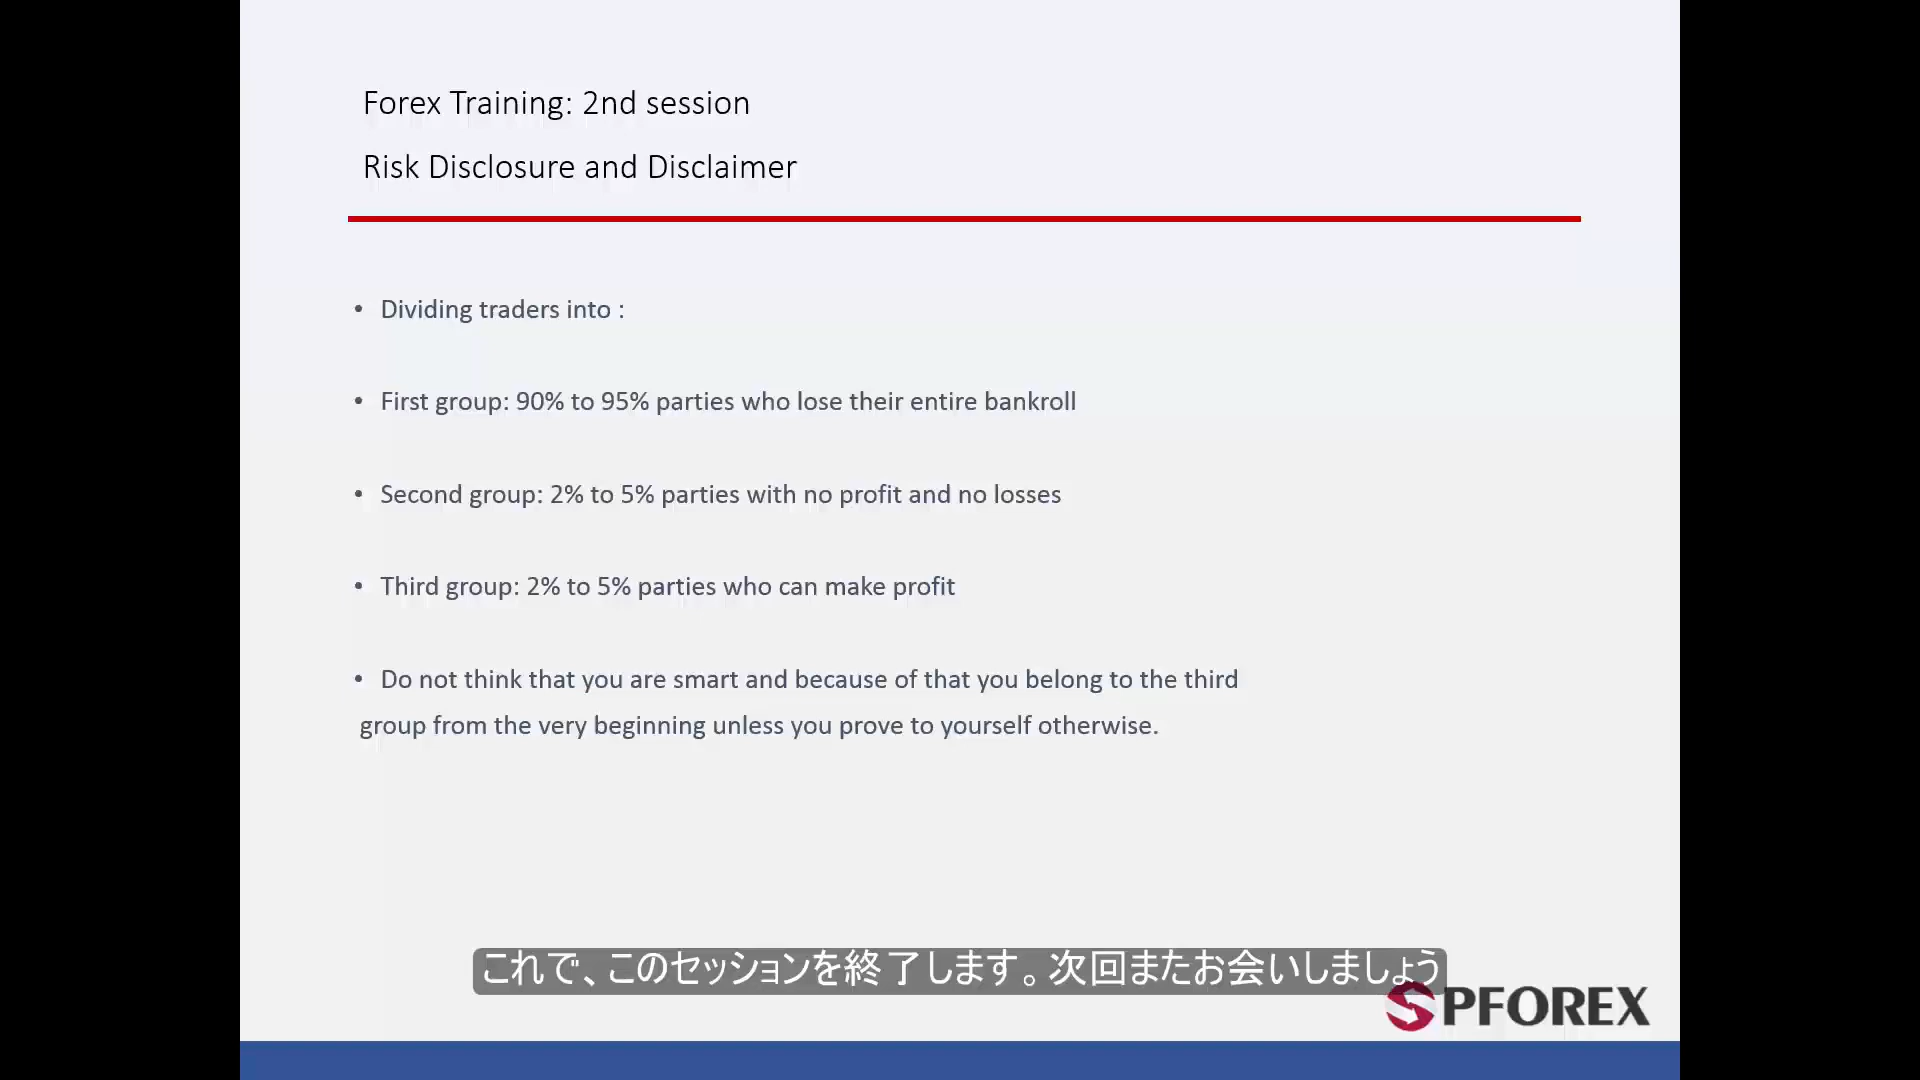 Forex Training: 2nd session
Risk Disclosure and Disclaimer
• Dividing traders into :
• First group: 90% to 95% parties who lose their entire bankroll
• Second group: 2% to 5% parties with no profit and no losses
• Third group: 2% to 5% parties who can make profit
• Do not think that you are smart and because of that you belong to the third
group from the very beginning unless you prove to yourself otherwise.
これで、このセッションを終了します。次回またお会いしましょう
SPFOREX